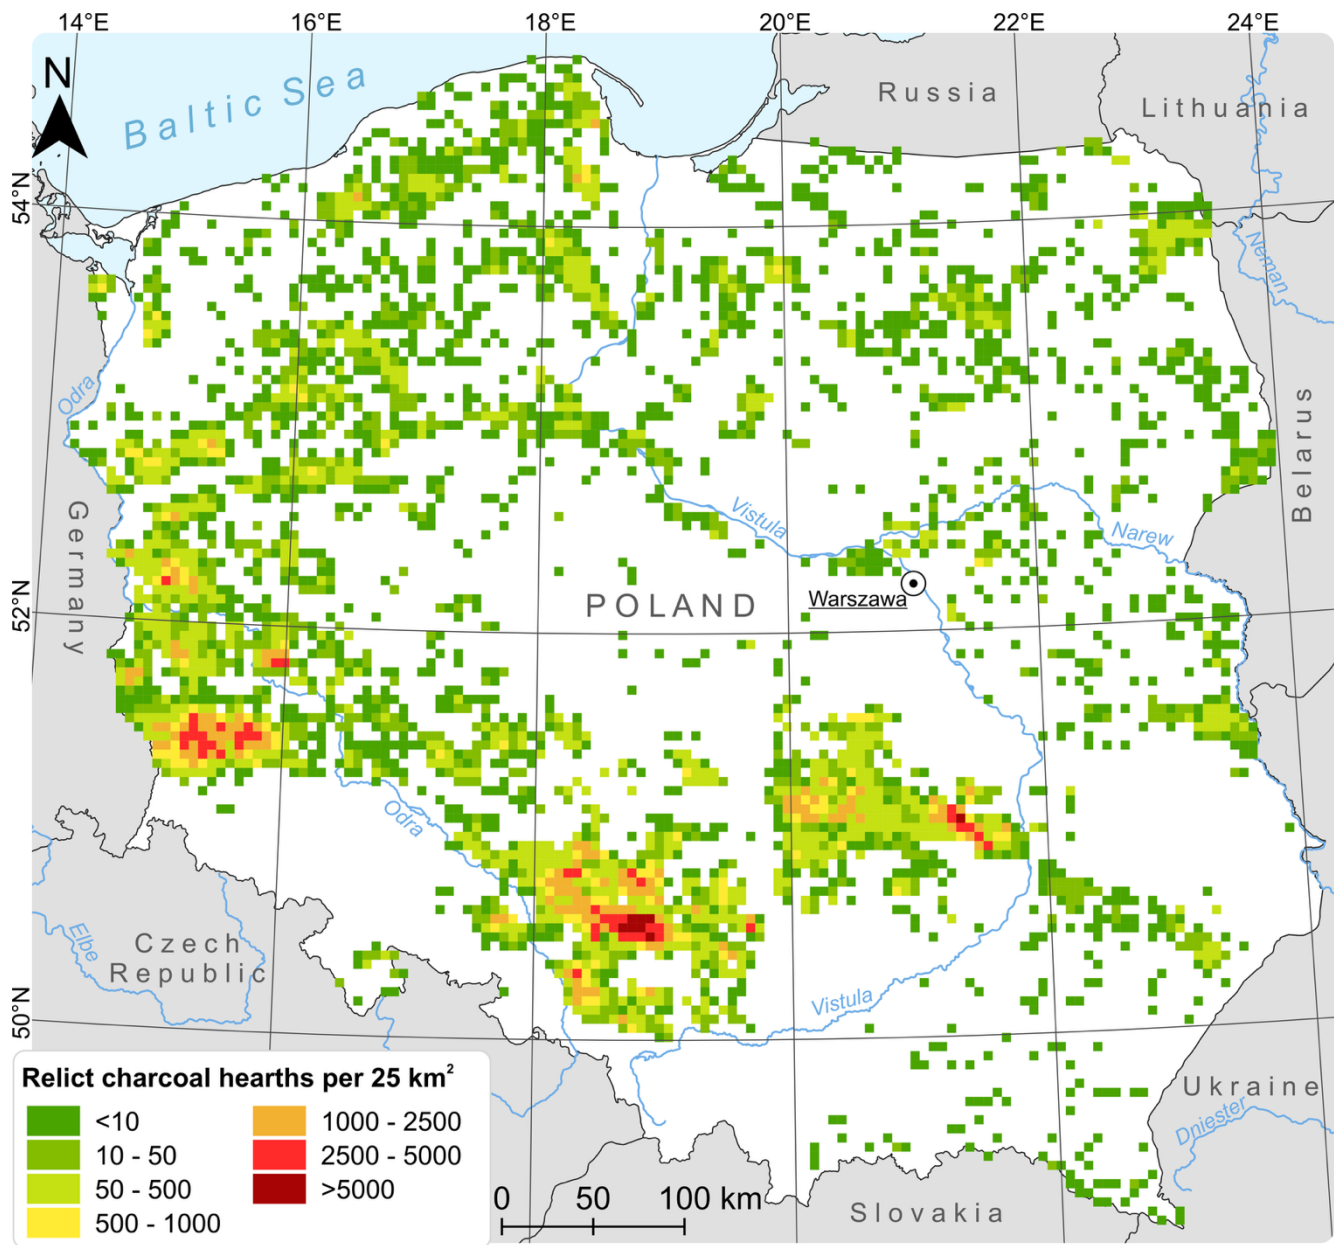 14°E 16°E 18°E 20°E 22°E 24°E
N
Baltic Sea
Russia
Lithuania
54°N
Neman
Odra
Belarus
Germany
Vistula
Narew
POLAND
Warszawa
52°N
Odra
Elbe
Czech
Republic
Vistula
50°N
Relict charcoal hearths per 25 km²
<10
10 - 50
50 - 500
500 - 1000
1000 - 2500
2500 - 5000
>5000
0 50 100 km
Ukraine
Dniester
Slovakia